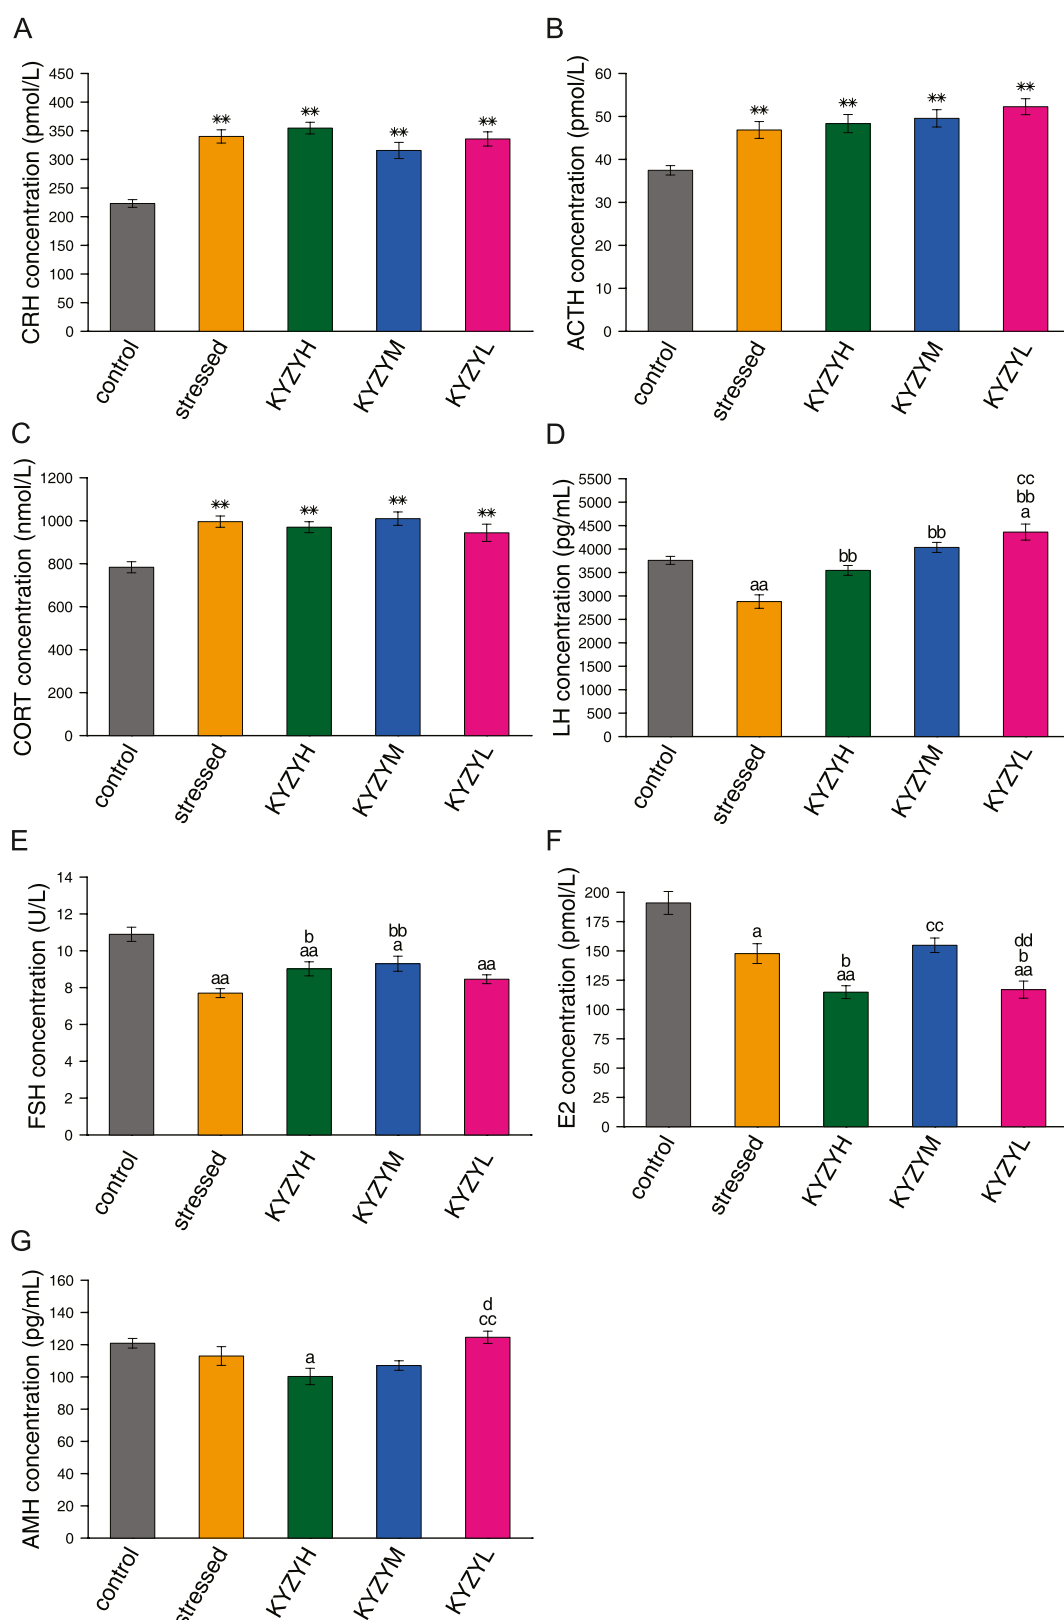 A
CRH concentration (pmol/L)
450
400
350
300
250
200
150
100
50
0
**
**
**
**
control
stressed
KYZYH
KYZYM
KYZYL
B
ACTH concentration (pmol/L)
60
50
40
30
20
10
0
**
**
**
**
control
stressed
KYZYH
KYZYM
KYZYL
C
CORT concentration (nmol/L)
1200
1000
800
600
400
200
0
**
**
**
**
control
stressed
KYZYH
KYZYM
KYZYL
D
LH concentration (pg/mL)
5500
5000
4500
4000
3500
3000
2500
2000
1500
1000
500
0
aa
bb
bb
cc
bb
a
control
stressed
KYZYH
KYZYM
KYZYL
E
FSH concentration (U/L)
14
12
10
8
6
4
2
0
aa
b
aa
bb
a
aa
control
stressed
KYZYH
KYZYM
KYZYL
F
E2 concentration (pmol/L)
200
175
150
125
100
75
50
25
0
a
b
aa
cc
dd
b
aa
control
stressed
KYZYH
KYZYM
KYZYL
G
AMH concentration (pg/mL)
160
140
120
100
80
60
40
20
0
a
d
cc
control
stressed
KYZYH
KYZYM
KYZYL